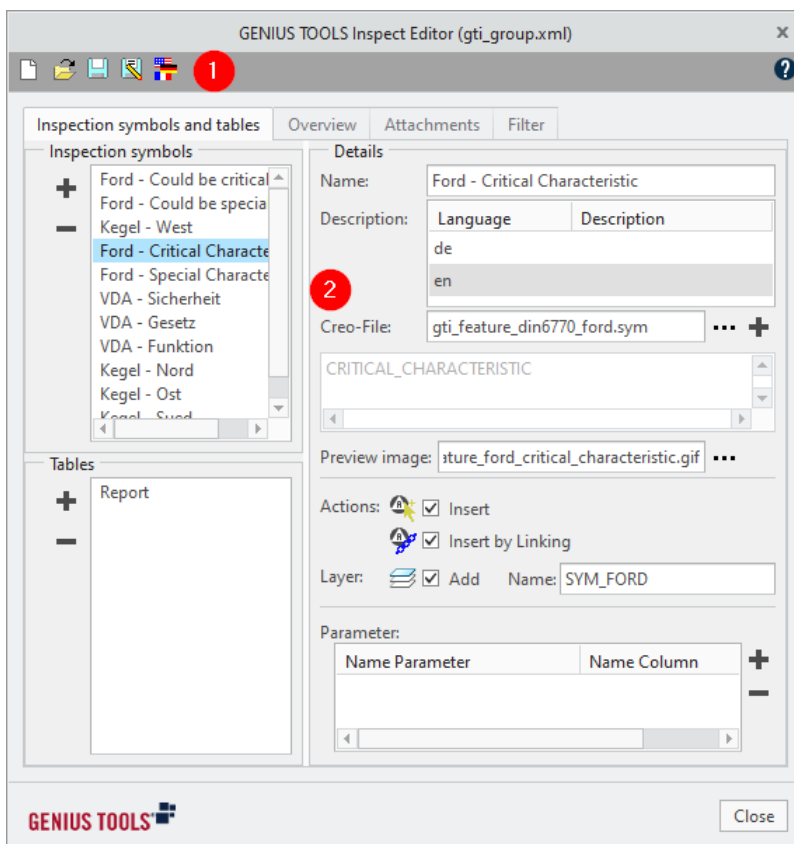 GENIUS TOOLS Inspect Editor (gti_group.xml)
1
Inspection symbols and tables Overview Attachments Filter
Inspection symbols
Ford - Could be critical
Ford - Could be specia
Kegel - West
Ford - Critical Characte
Ford - Special Characte
VDA - Sicherheit
VDA - Gesetz
VDA - Funktion
Kegel - Nord
Kegel - Ost
Kegel - Sued
Tables
Report
Details
Name: Ford - Critical Characteristic
Description: Language Description
de
en
2
Creo-File: gti_feature_din6770_ford.sym
CRITICAL_CHARACTERISTIC
Preview image: ature_ford_critical_characteristic.gif
Actions: Insert
Insert by Linking
Layer: Add Name: SYM_FORD
Parameter:
Name Parameter Name Column
GENIUS TOOLS
Close